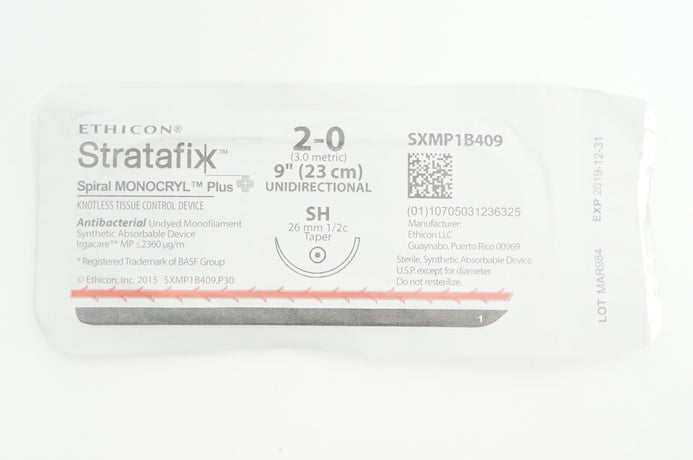 ETHICON®
Stratafix™
Spiral MONOCRYL™ Plus
KNOTLESS TISSUE CONTROL DEVICE
Antibacterial Undyed Monofilament
Synthetic Absorbable Device
Irgacare®* MP ≤2360 µg/m
* Registered Trademark of BASF Group
© Ethicon, Inc. 2015 SXMP1B409.P30
2-0
(3.0 metric)
9" (23 cm)
UNIDIRECTIONAL
SH
26 mm 1/2c
Taper
SXMP1B409
(01)10705031236325
Manufacturer:
Ethicon LLC
Guaynabo, Puerto Rico 00969
Sterile, Synthetic Absorbable Device.
U.S.P. except for diameter.
Do not resterilize.
1
LOT MAR984 EXP 2019-12-31